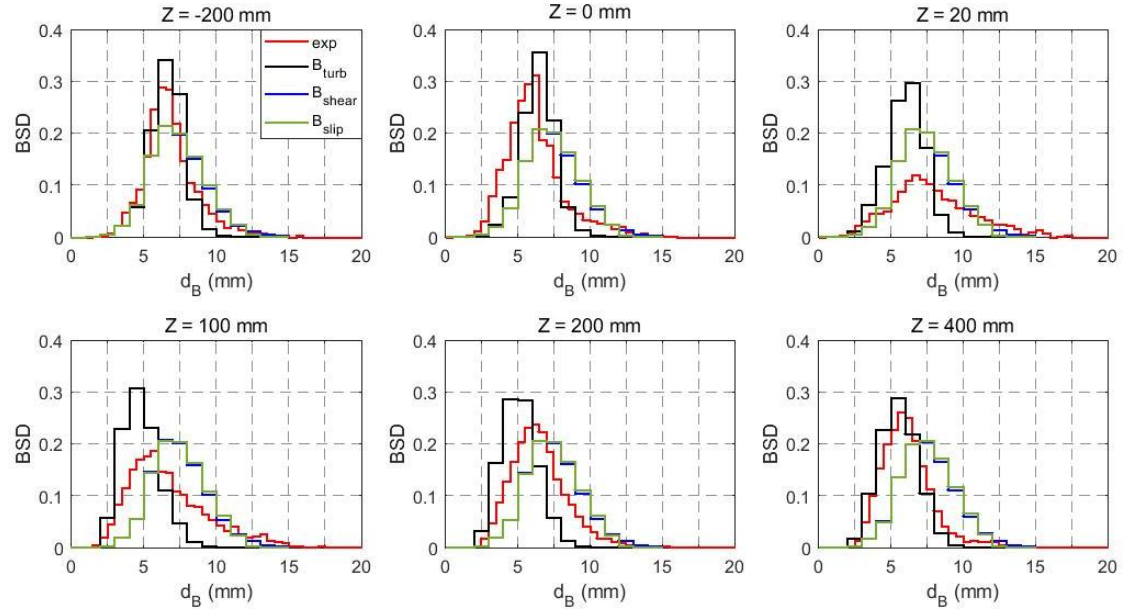 Z = -200 mm
0.4
0.3
0.2
0.1
0
BSD
exp
B_turb
B_shear
B_slip
0 5 10 15 20
d_B (mm)
Z = 0 mm
0.4
0.3
0.2
0.1
0
BSD
0 5 10 15 20
d_B (mm)
Z = 20 mm
0.4
0.3
0.2
0.1
0
BSD
0 5 10 15 20
d_B (mm)
Z = 100 mm
0.4
0.3
0.2
0.1
0
BSD
0 5 10 15 20
d_B (mm)
Z = 200 mm
0.4
0.3
0.2
0.1
0
BSD
0 5 10 15 20
d_B (mm)
Z = 400 mm
0.4
0.3
0.2
0.1
0
BSD
0 5 10 15 20
d_B (mm)